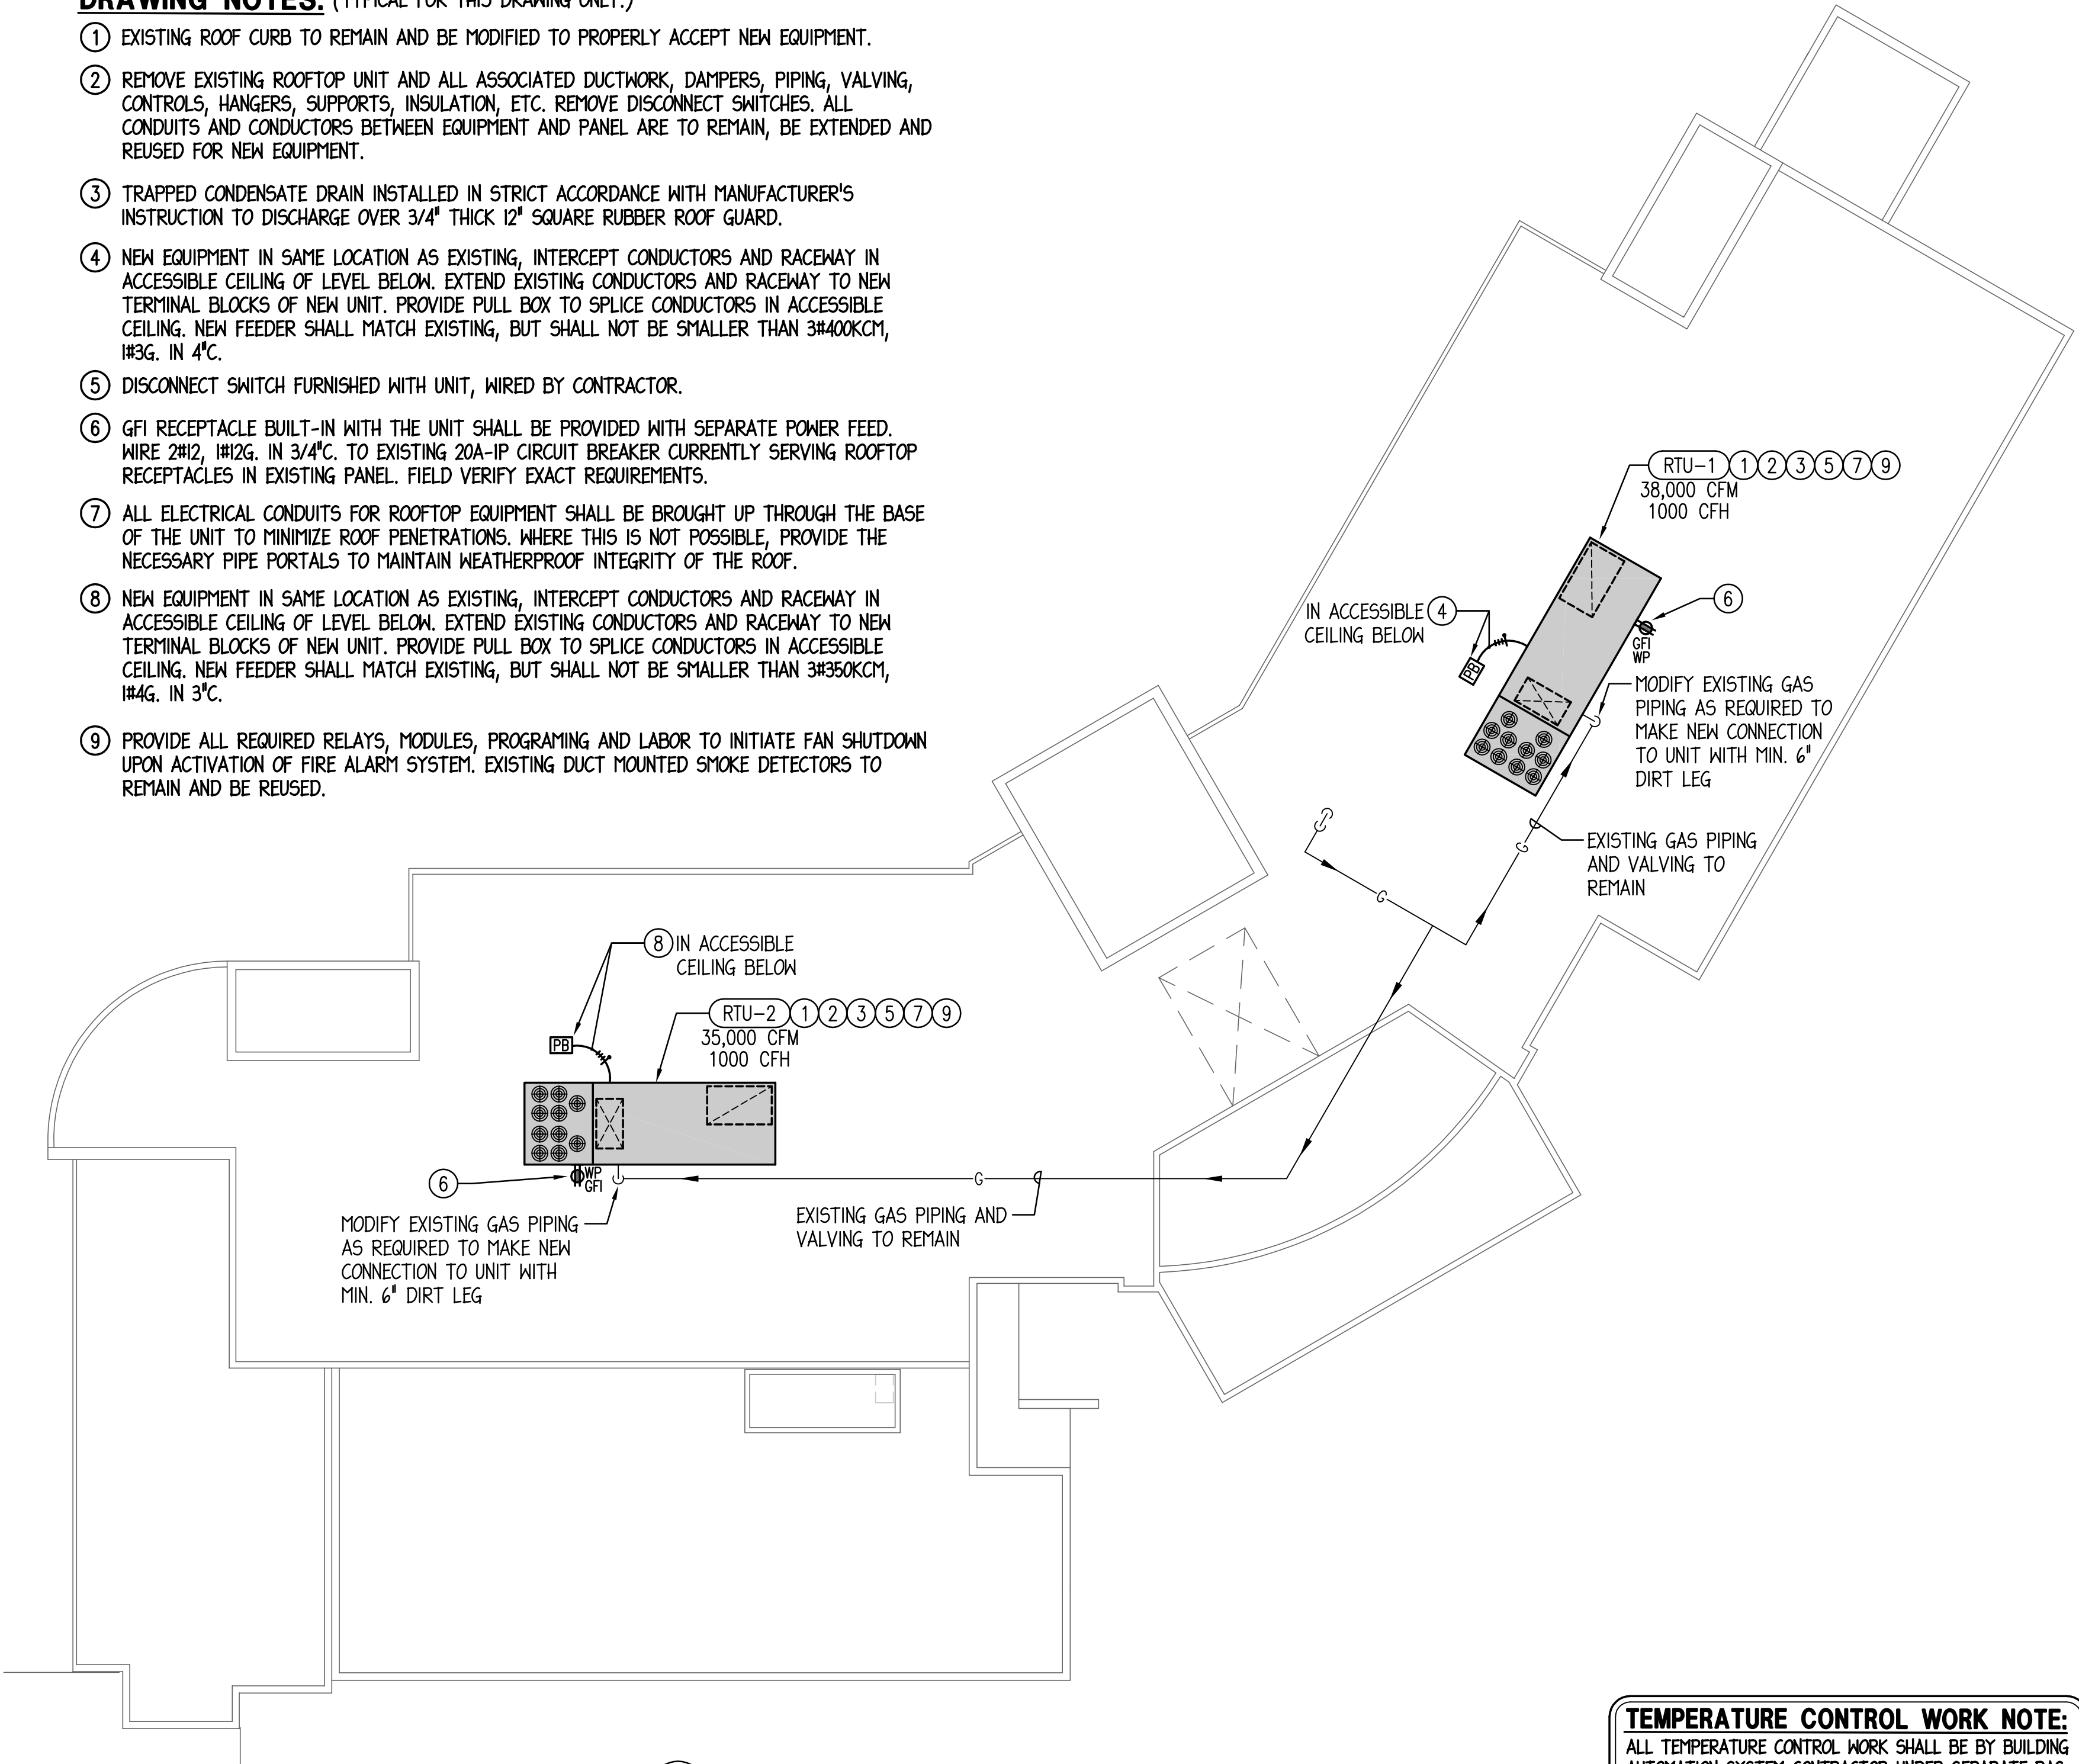 DRAWING NOTES: (TYPICAL FOR THIS DRAWING ONLY.)
1 EXISTING ROOF CURB TO REMAIN AND BE MODIFIED TO PROPERLY ACCEPT NEW EQUIPMENT.
2 REMOVE EXISTING ROOFTOP UNIT AND ALL ASSOCIATED DUCTWORK, DAMPERS, PIPING, VALVING,
CONTROLS, HANGERS, SUPPORTS, INSULATION, ETC. REMOVE DISCONNECT SWITCHES. ALL
CONDUITS AND CONDUCTORS BETWEEN EQUIPMENT AND PANEL ARE TO REMAIN, BE EXTENDED AND
REUSED FOR NEW EQUIPMENT.
3 TRAPPED CONDENSATE DRAIN INSTALLED IN STRICT ACCORDANCE WITH MANUFACTURER'S
INSTRUCTION TO DISCHARGE OVER 3/4" THICK 12" SQUARE RUBBER ROOF GUARD.
4 NEW EQUIPMENT IN SAME LOCATION AS EXISTING, INTERCEPT CONDUCTORS AND RACEWAY IN
ACCESSIBLE CEILING OF LEVEL BELOW. EXTEND EXISTING CONDUCTORS AND RACEWAY TO NEW
TERMINAL BLOCKS OF NEW UNIT. PROVIDE PULL BOX TO SPLICE CONDUCTORS IN ACCESSIBLE
CEILING. NEW FEEDER SHALL MATCH EXISTING, BUT SHALL NOT BE SMALLER THAN 3#400KCM,
1#3G. IN 4"C.
5 DISCONNECT SWITCH FURNISHED WITH UNIT, WIRED BY CONTRACTOR.
6 GFI RECEPTACLE BUILT-IN WITH THE UNIT SHALL BE PROVIDED WITH SEPARATE POWER FEED.
WIRE 2#12, 1#12G. IN 3/4"C. TO EXISTING 20A-1P CIRCUIT BREAKER CURRENTLY SERVING ROOFTOP
RECEPTACLES IN EXISTING PANEL. FIELD VERIFY EXACT REQUIREMENTS.
7 ALL ELECTRICAL CONDUITS FOR ROOFTOP EQUIPMENT SHALL BE BROUGHT UP THROUGH THE BASE
OF THE UNIT TO MINIMIZE ROOF PENETRATIONS. WHERE THIS IS NOT POSSIBLE, PROVIDE THE
NECESSARY PIPE PORTALS TO MAINTAIN WEATHERPROOF INTEGRITY OF THE ROOF.
8 NEW EQUIPMENT IN SAME LOCATION AS EXISTING, INTERCEPT CONDUCTORS AND RACEWAY IN
ACCESSIBLE CEILING OF LEVEL BELOW. EXTEND EXISTING CONDUCTORS AND RACEWAY TO NEW
TERMINAL BLOCKS OF NEW UNIT. PROVIDE PULL BOX TO SPLICE CONDUCTORS IN ACCESSIBLE
CEILING. NEW FEEDER SHALL MATCH EXISTING, BUT SHALL NOT BE SMALLER THAN 3#350KCM,
1#4G. IN 3"C.
9 PROVIDE ALL REQUIRED RELAYS, MODULES, PROGRAMING AND LABOR TO INITIATE FAN SHUTDOWN
UPON ACTIVATION OF FIRE ALARM SYSTEM. EXISTING DUCT MOUNTED SMOKE DETECTORS TO
REMAIN AND BE REUSED.
RTU-1 1 2 3 5 7 9
38,000 CFM
1000 CFH
IN ACCESSIBLE 4
CEILING BELOW
PB
6
GFI
WP
MODIFY EXISTING GAS
PIPING AS REQUIRED TO
MAKE NEW CONNECTION
TO UNIT WITH MIN. 6"
DIRT LEG
G
EXISTING GAS PIPING
AND VALVING TO
REMAIN
G
8 IN ACCESSIBLE
CEILING BELOW
RTU-2 1 2 3 5 7 9
35,000 CFM
1000 CFH
PB
6
WP
GFI
G
MODIFY EXISTING GAS PIPING
AS REQUIRED TO MAKE NEW
CONNECTION TO UNIT WITH
MIN. 6" DIRT LEG
EXISTING GAS PIPING AND
VALVING TO REMAIN
TEMPERATURE CONTROL WORK NOTE:
ALL TEMPERATURE CONTROL WORK SHALL BE BY BUILDING
AUTOMATION SYSTEM CONTRACTOR UNDER SEPARATE